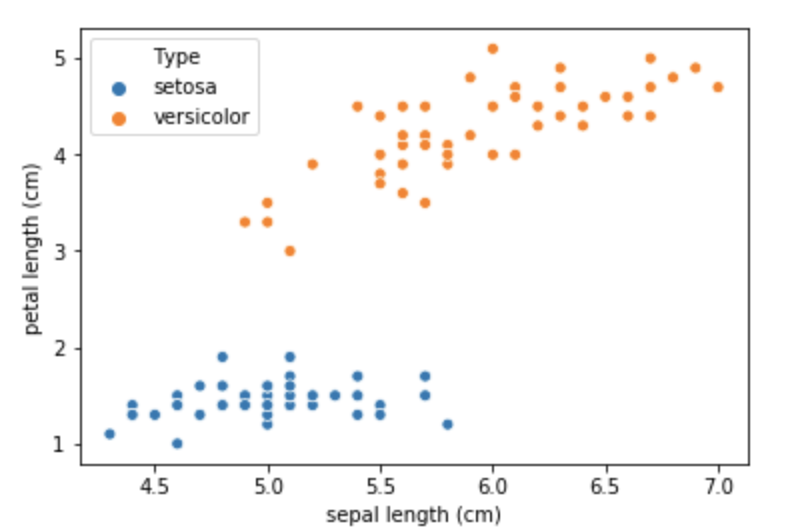 Type
setosa
versicolor
5
4
3
2
1
petal length (cm)
4.5 5.0 5.5 6.0 6.5 7.0
sepal length (cm)